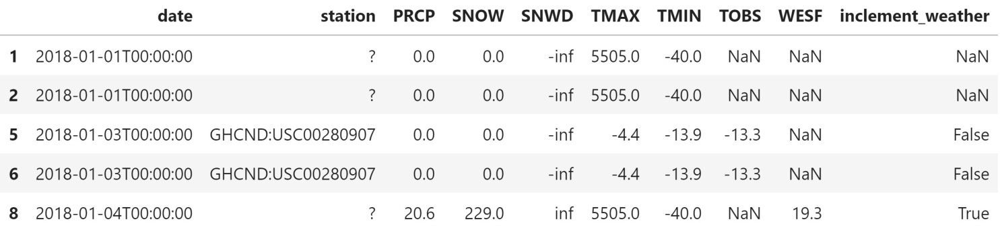 date station PRCP SNOW SNWD TMAX TMIN TOBS WESF inclement_weather
1 2018-01-01T00:00:00 ? 0.0 0.0 -inf 5505.0 -40.0 NaN NaN NaN
2 2018-01-01T00:00:00 ? 0.0 0.0 -inf 5505.0 -40.0 NaN NaN NaN
5 2018-01-03T00:00:00 GHCND:USC00280907 0.0 0.0 -inf -4.4 -13.9 -13.3 NaN False
6 2018-01-03T00:00:00 GHCND:USC00280907 0.0 0.0 -inf -4.4 -13.9 -13.3 NaN False
8 2018-01-04T00:00:00 ? 20.6 229.0 inf 5505.0 -40.0 NaN 19.3 True